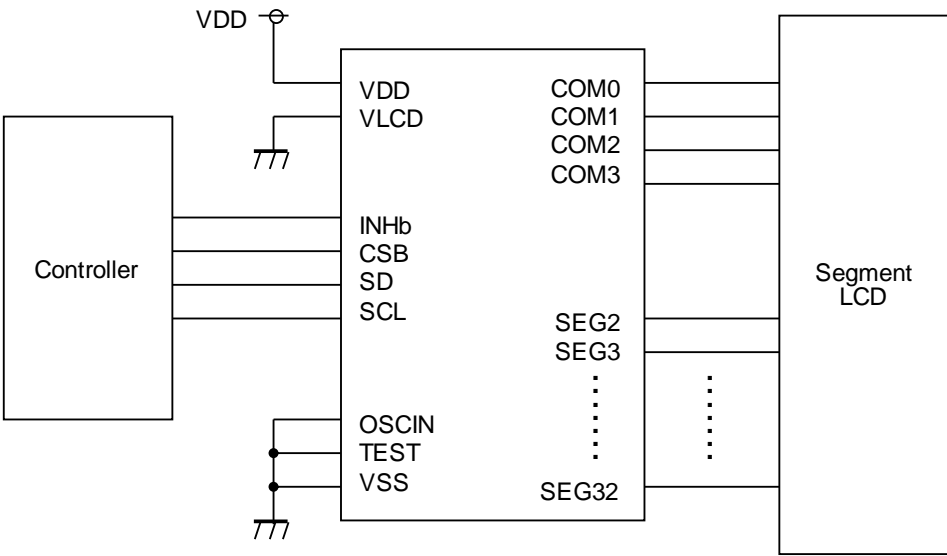 VDD
VDD
VLCD
COM0
COM1
COM2
COM3
Controller
INHb
CSB
SD
SCL
Segment
LCD
SEG2
SEG3
OSCIN
TEST
VSS
SEG32